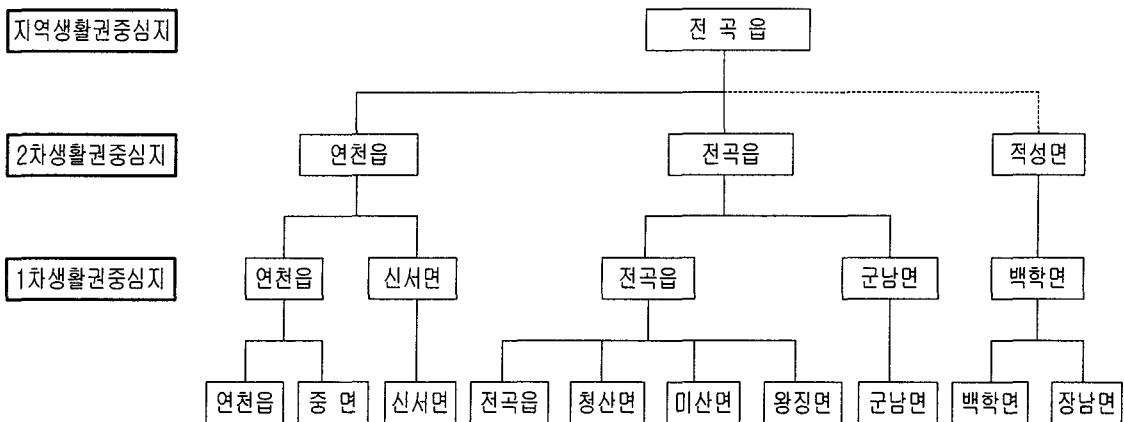 지역생활권중심지 전 곡 읍
2차생활권중심지 연천읍 전곡읍 적성면
1차생활권중심지 연천읍 신서면 전곡읍 군남면 백학면
연천읍 중 면 신서면 전곡읍 청산면 미산면 왕징면 군남면 백학면 장남면